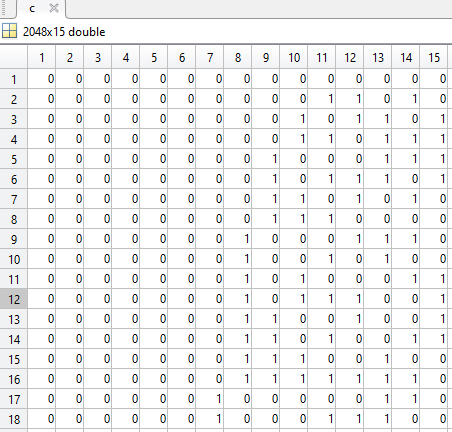 c
2048x15 double
1 2 3 4 5 6 7 8 9 10 11 12 13 14 15
1 0 0 0 0 0 0 0 0 0 0 0 0 0 0 0
2 0 0 0 0 0 0 0 0 0 0 1 1 0 1 0
3 0 0 0 0 0 0 0 0 0 1 0 1 1 0 1
4 0 0 0 0 0 0 0 0 0 1 1 0 1 1 1
5 0 0 0 0 0 0 0 0 1 0 0 0 1 1 1
6 0 0 0 0 0 0 0 0 1 0 1 1 1 0 1
7 0 0 0 0 0 0 0 0 1 1 0 1 0 1 0
8 0 0 0 0 0 0 0 0 1 1 1 0 0 0 0
9 0 0 0 0 0 0 0 1 0 0 0 1 1 1 0
10 0 0 0 0 0 0 0 1 0 0 1 0 1 0 0
11 0 0 0 0 0 0 0 1 0 1 0 0 0 1 1
12 0 0 0 0 0 0 0 1 0 1 1 1 0 0 1
13 0 0 0 0 0 0 0 1 1 0 0 1 0 0 1
14 0 0 0 0 0 0 0 1 1 0 1 0 0 1 1
15 0 0 0 0 0 0 0 1 1 1 0 0 1 0 0
16 0 0 0 0 0 0 0 1 1 1 1 1 1 1 0
17 0 0 0 0 0 0 1 0 0 0 0 0 1 1 0
18 0 0 0 0 0 0 1 0 0 0 1 1 1 0 0